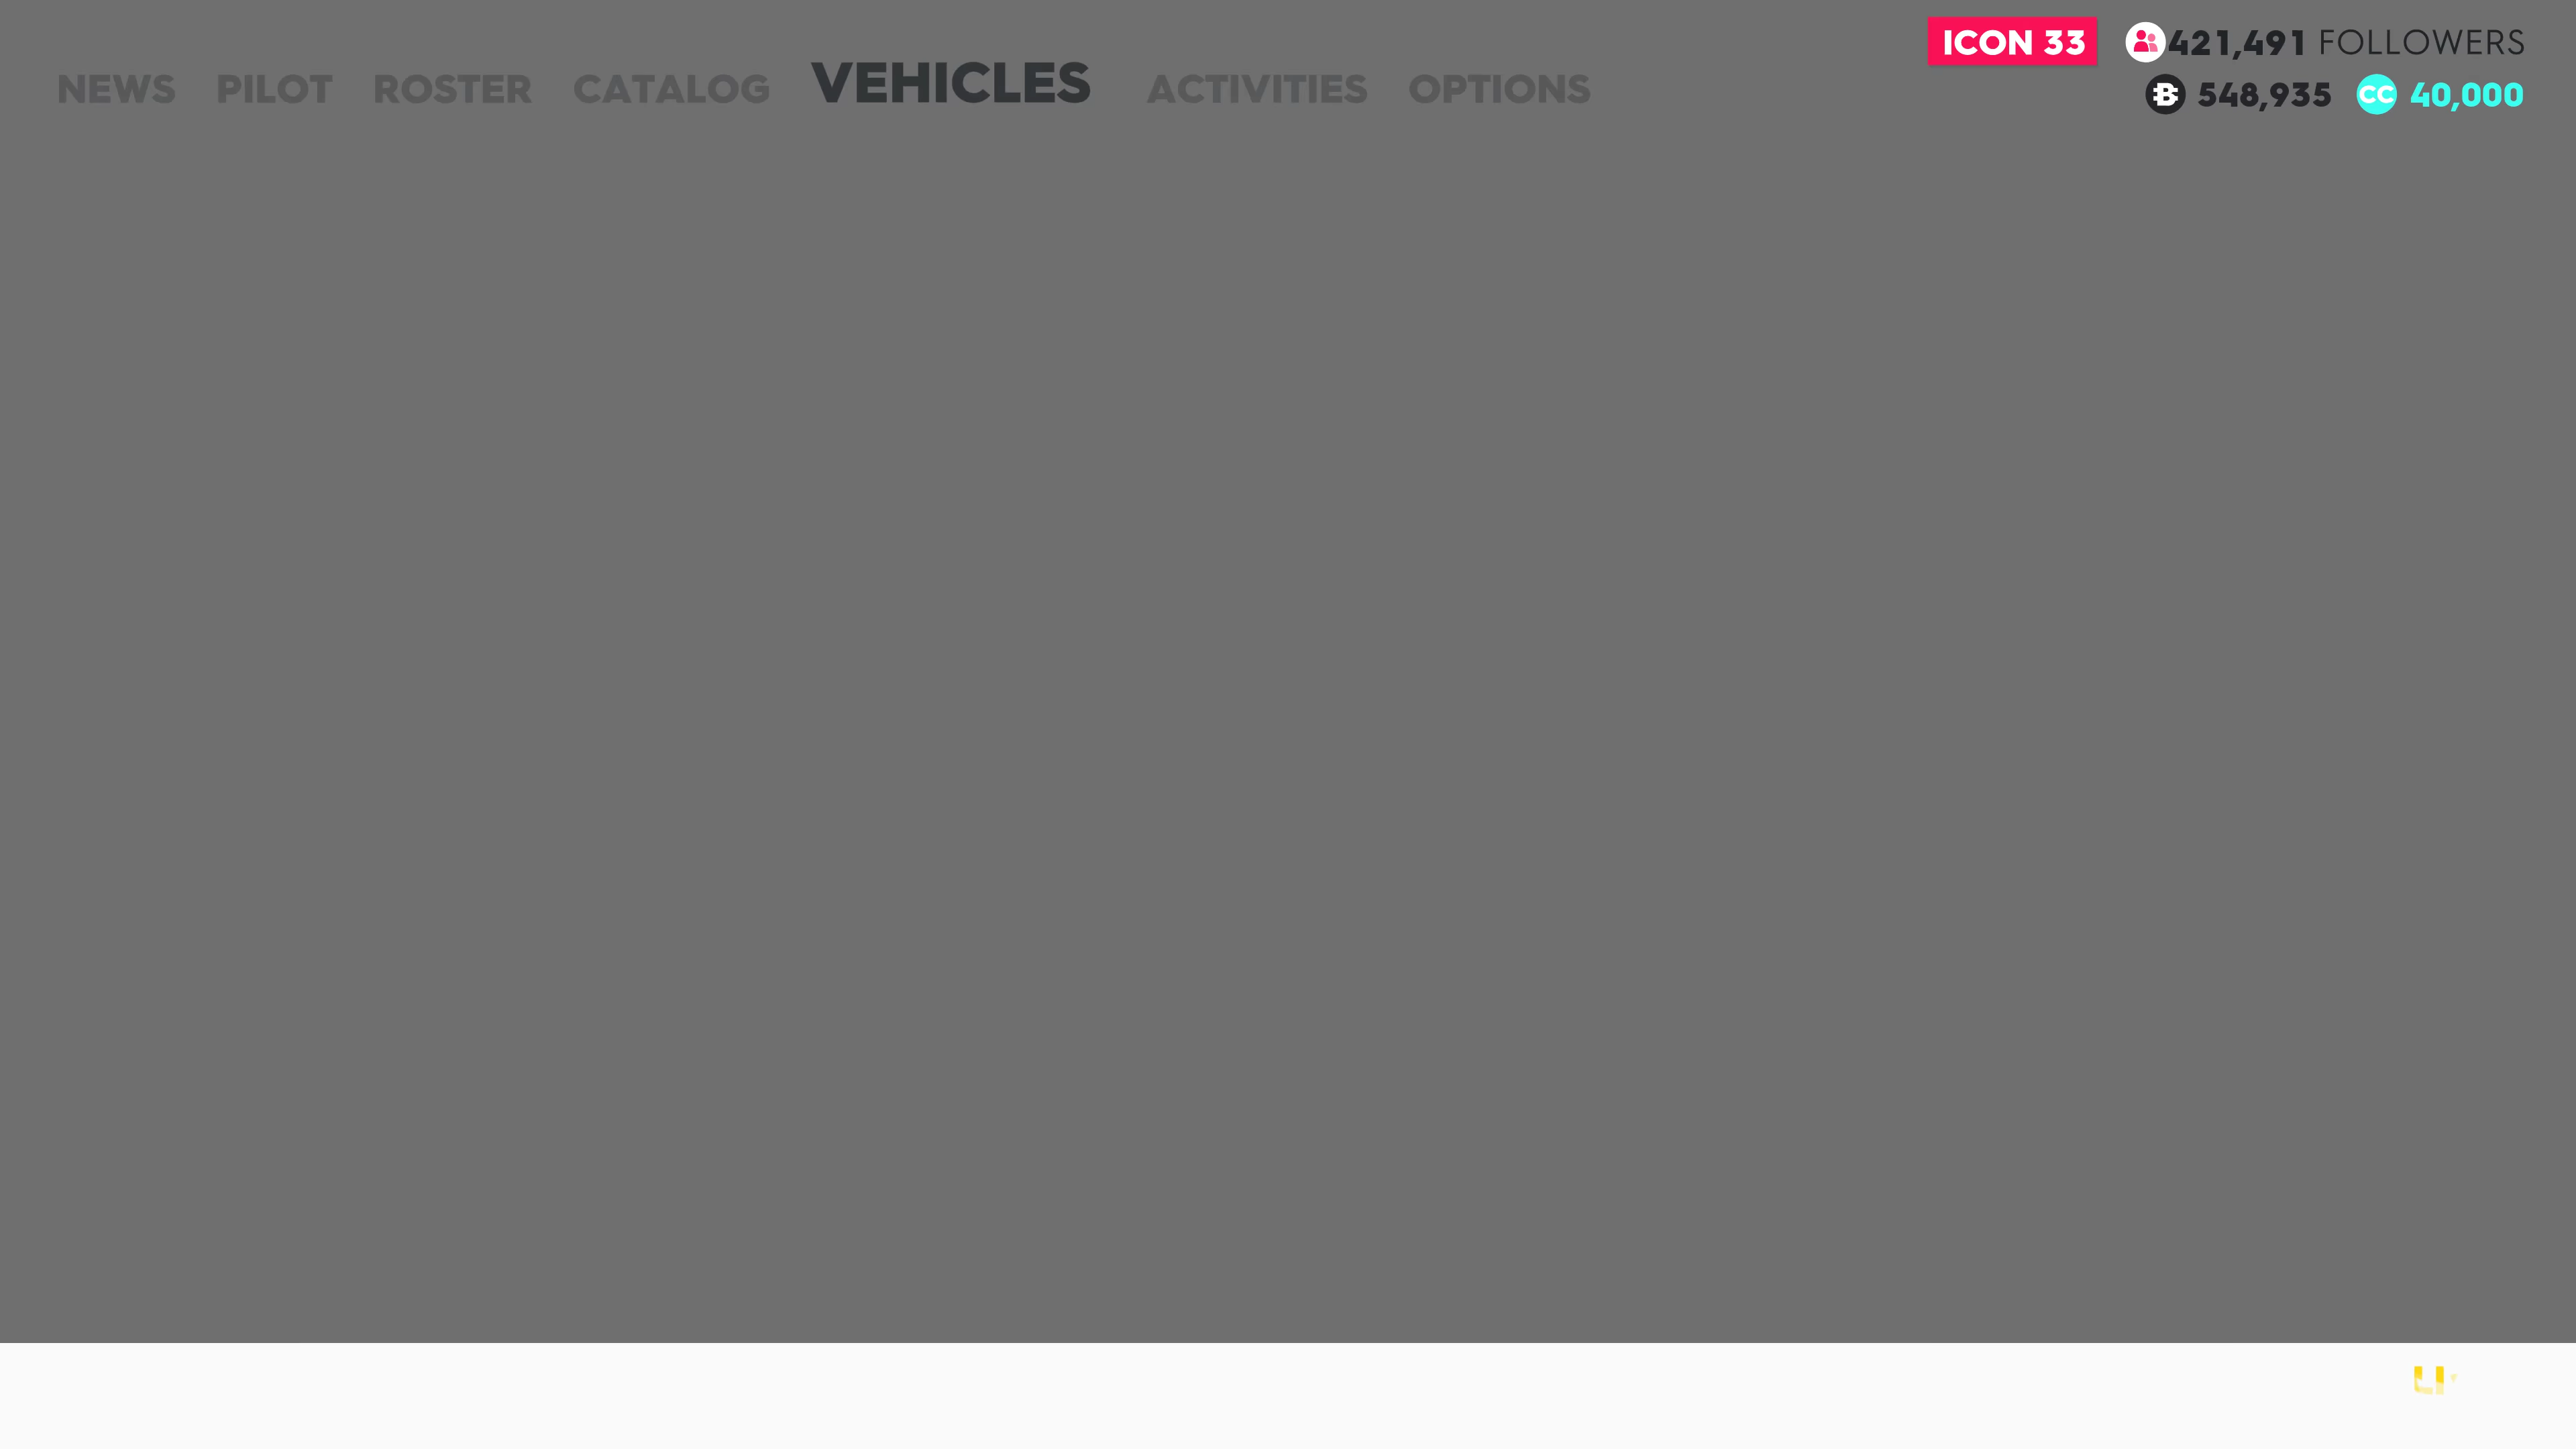 ICON 33 421,491 FOLLOWERS
NEWS PILOT ROSTER CATALOG VEHICLES ACTIVITIES OPTIONS
548,935 CC 40,000